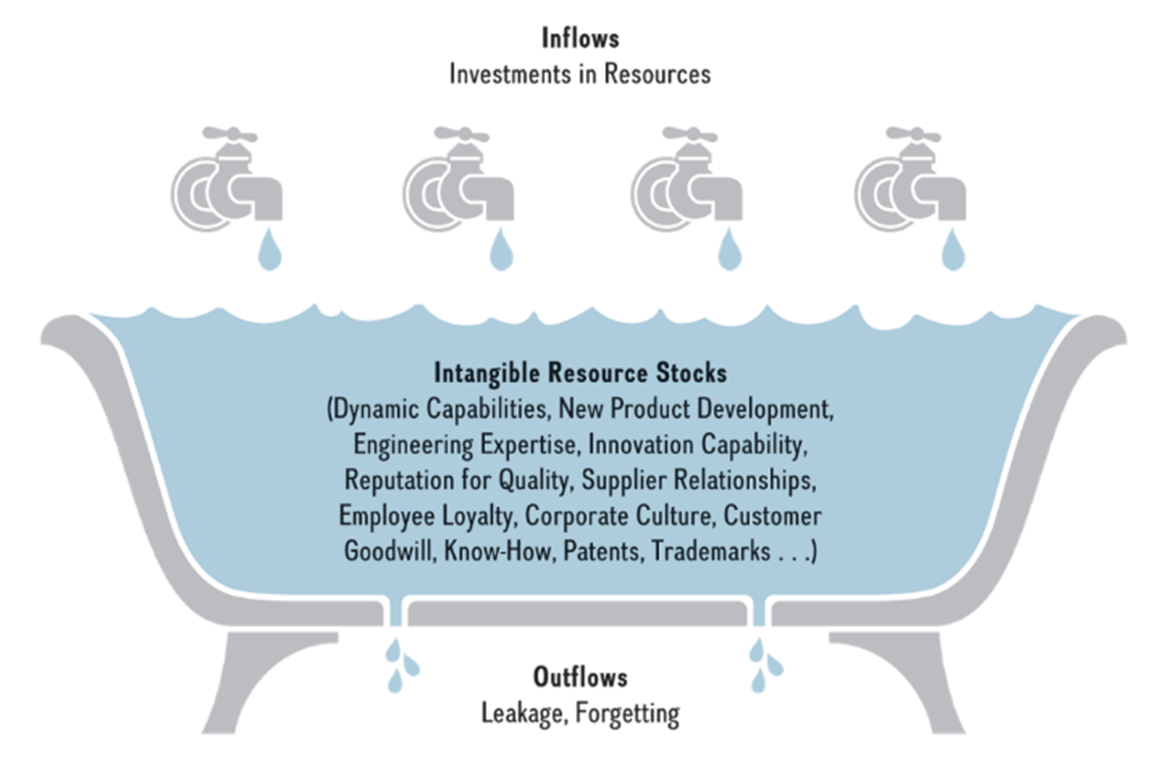 Inflows
Investments in Resources
Intangible Resource Stocks
(Dynamic Capabilities, New Product Development,
Engineering Expertise, Innovation Capability,
Reputation for Quality, Supplier Relationships,
Employee Loyalty, Corporate Culture, Customer
Goodwill, Know-How, Patents, Trademarks . . .)
Outflows
Leakage, Forgetting